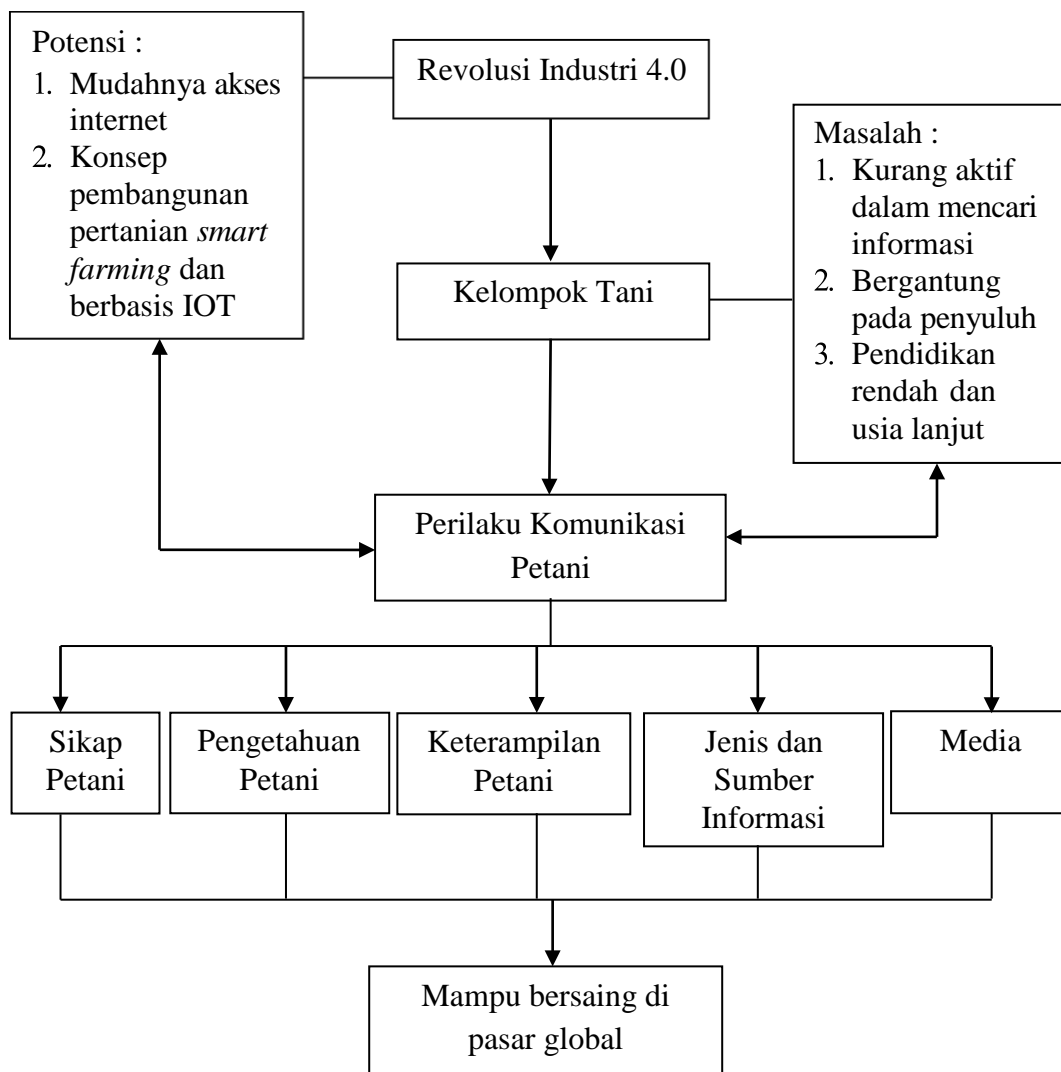 Potensi :
1. Mudahnya akses
internet
2. Konsep
pembangunan
pertanian smart
farming dan
berbasis IOT
Revolusi Industri 4.0
Masalah :
1. Kurang aktif
dalam mencari
informasi
2. Bergantung
pada penyuluh
3. Pendidikan
rendah dan
usia lanjut
Kelompok Tani
Perilaku Komunikasi
Petani
Sikap
Petani
Pengetahuan
Petani
Keterampilan
Petani
Jenis dan
Sumber
Informasi
Media
Mampu bersaing di
pasar global